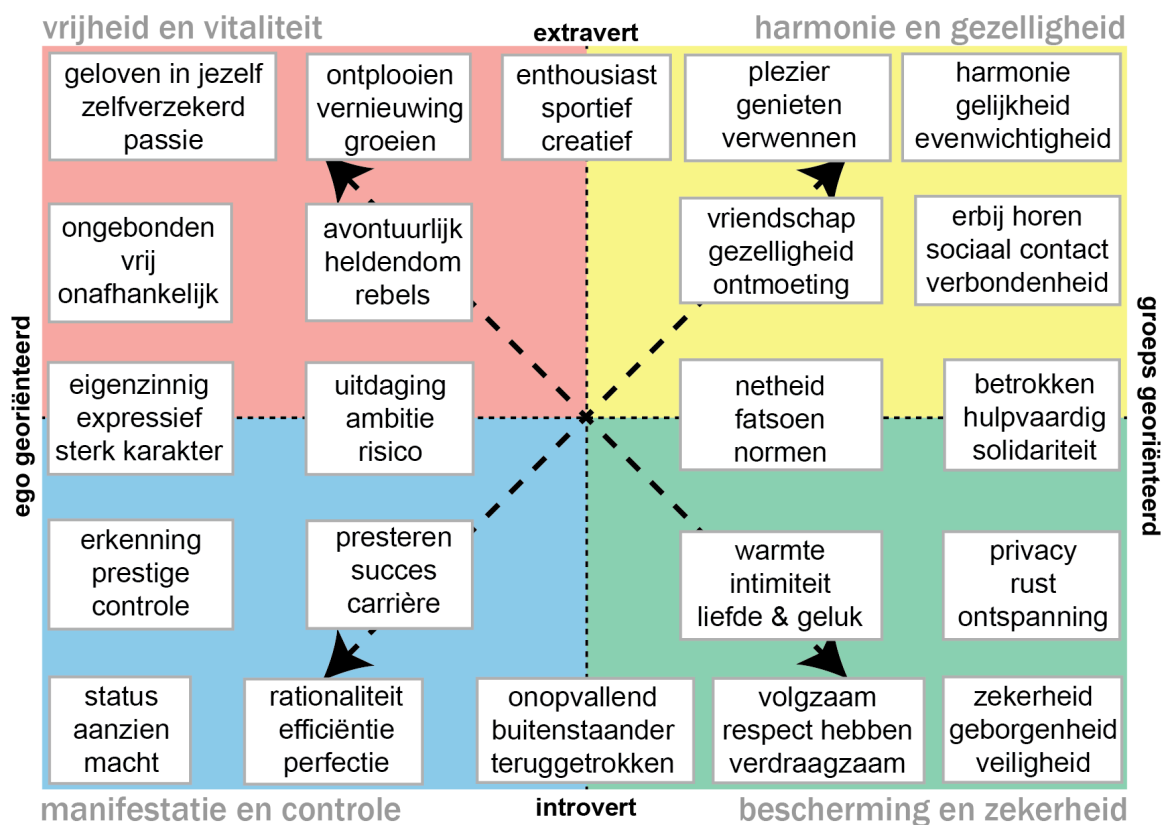 vrijheid en vitaliteit
extravert
harmonie en gezelligheid
geloven in jezelf
zelfverzekerd
passie
ontplooien
vernieuwing
groeien
enthousiast
sportief
creatief
plezier
genieten
verwennen
harmonie
gelijkheid
evenwichtigheid
ongebonden
vrij
onafhankelijk
avontuurlijk
heldendom
rebels
vriendschap
gezelligheid
ontmoeting
erbij horen
sociaal contact
verbondenheid
ego georiënteerd
groeps georiënteerd
eigenzinnig
expressief
sterk karakter
uitdaging
ambitie
risico
netheid
fatsoen
normen
betrokken
hulpvaardig
solidariteit
erkenning
prestige
controle
presteren
succes
carrière
warmte
intimiteit
liefde & geluk
privacy
rust
ontspanning
status
aanzien
macht
rationaliteit
efficiëntie
perfectie
onopvallend
buitenstaander
teruggetrokken
volgzaam
respect hebben
verdraagzaam
zekerheid
geborgenheid
veiligheid
manifestatie en controle
introvert
bescherming en zekerheid